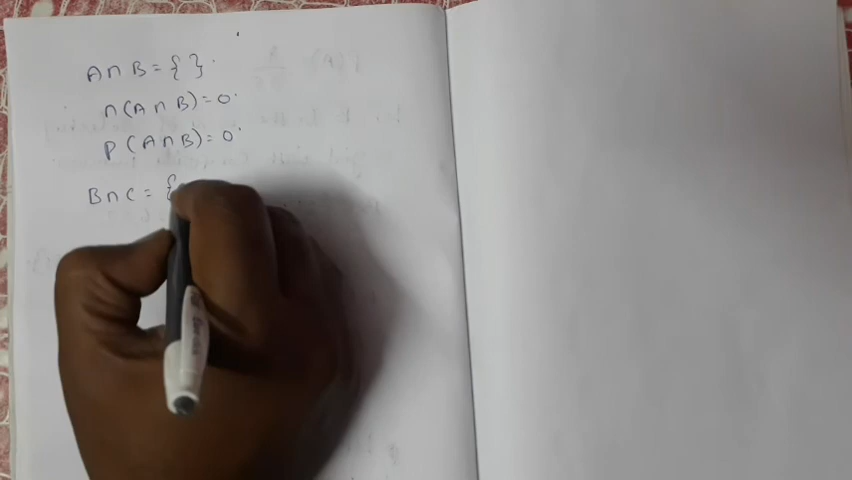 A∩B={ }.
n(A∩B)=0.
P(A∩B)=0.
B∩C={